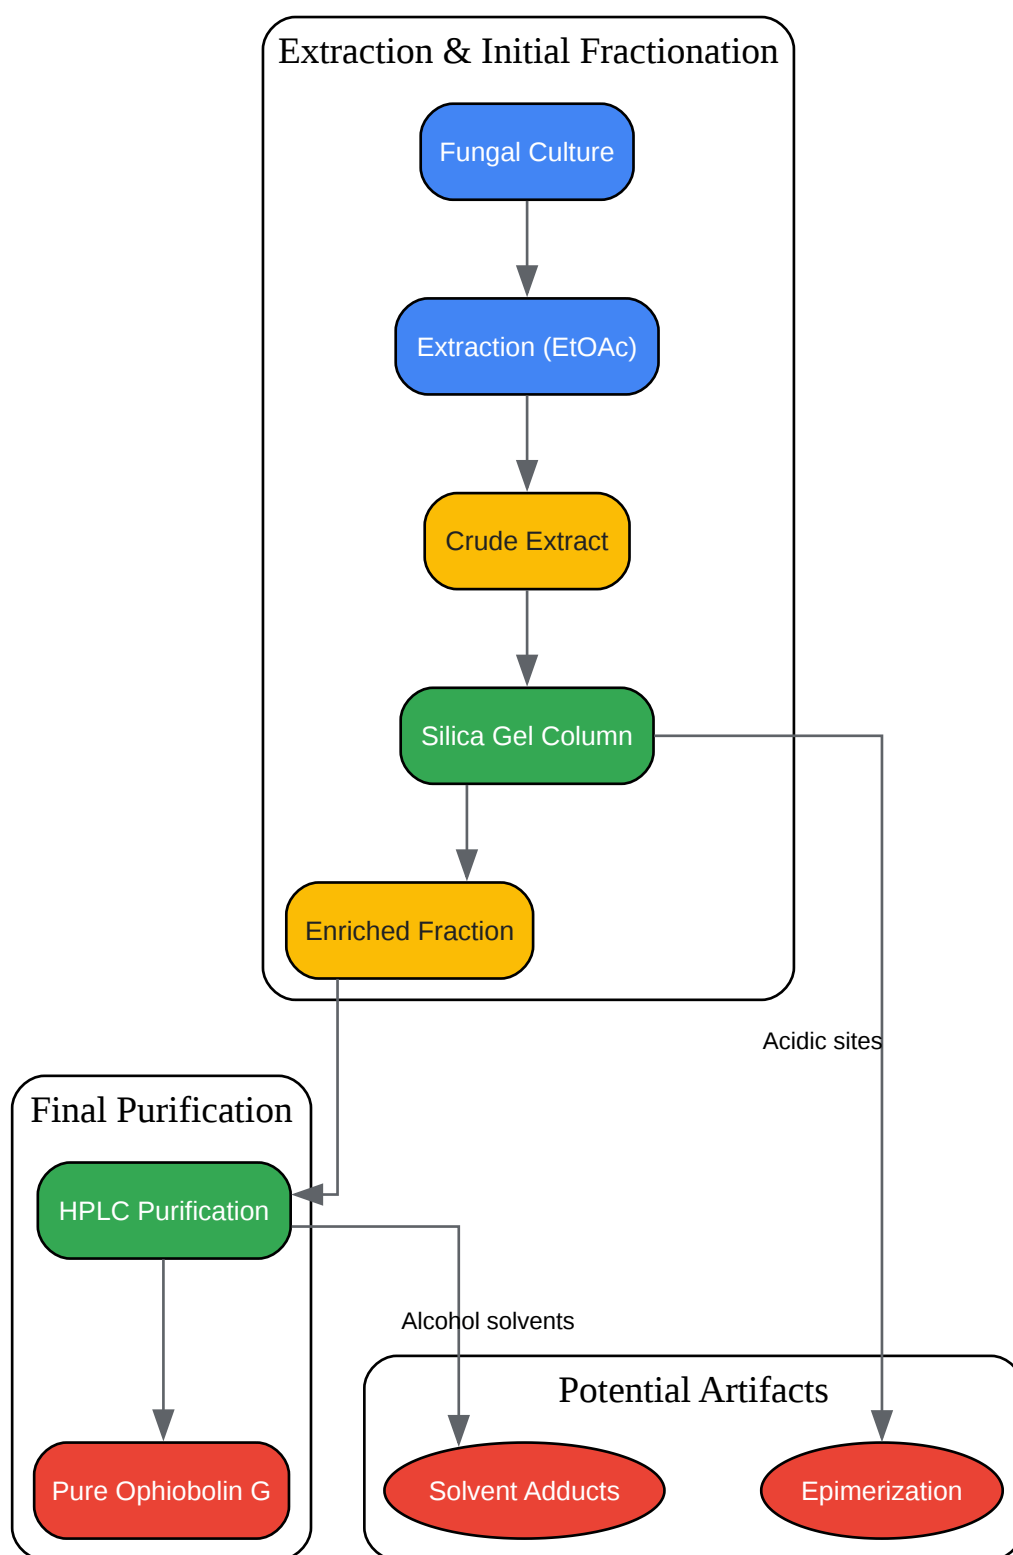 Extraction & Initial Fractionation
Fungal Culture
Extraction (EtOAc)
Crude Extract
Silica Gel Column
Enriched Fraction
Acidic sites
Final Purification
HPLC Purification
Alcohol solvents
Potential Artifacts
Pure Ophiobolin G
Solvent Adducts
Epimerization